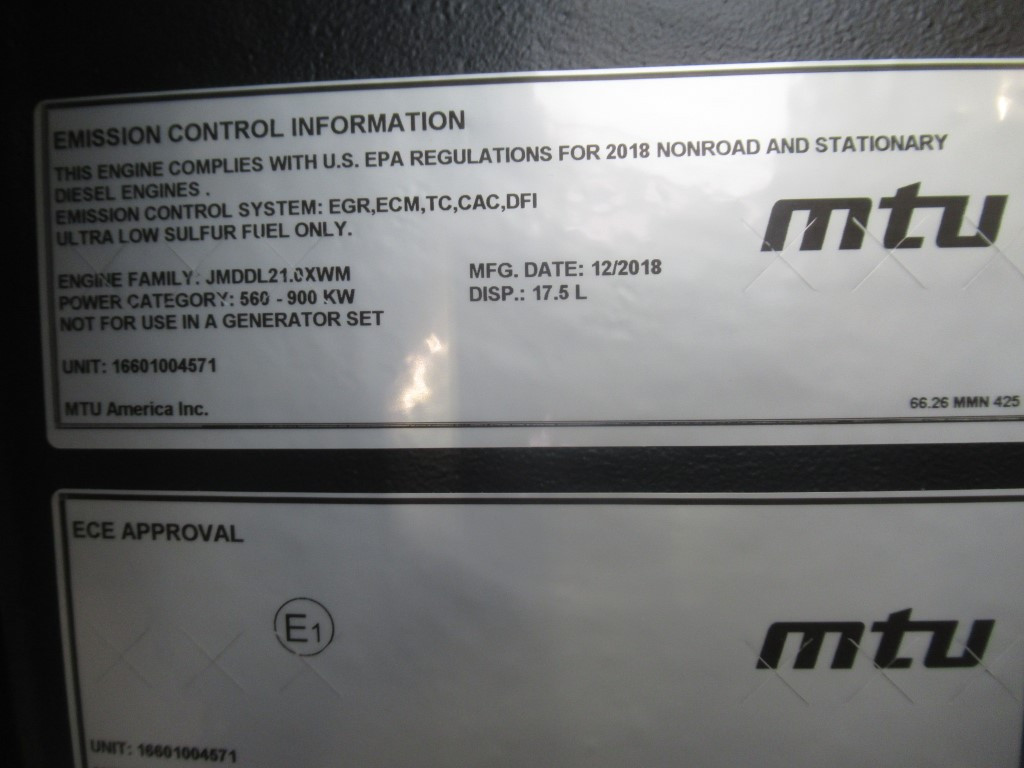 EMISSION CONTROL INFORMATION
THIS ENGINE COMPLIES WITH U.S. EPA REGULATIONS FOR 2018 NONROAD AND STATIONARY
DIESEL ENGINES .
EMISSION CONTROL SYSTEM: EGR,ECM,TC,CAC,DFI
ULTRA LOW SULFUR FUEL ONLY.
mtu
ENGINE FAMILY: JMDDL21.0XWM
MFG. DATE: 12/2018
POWER CATEGORY: 560 - 900 KW
DISP.: 17.5 L
NOT FOR USE IN A GENERATOR SET
UNIT: 16601004571
MTU America Inc.
66.26 MMN 425
ECE APPROVAL
E1
mtu
UNIT: 16601004571